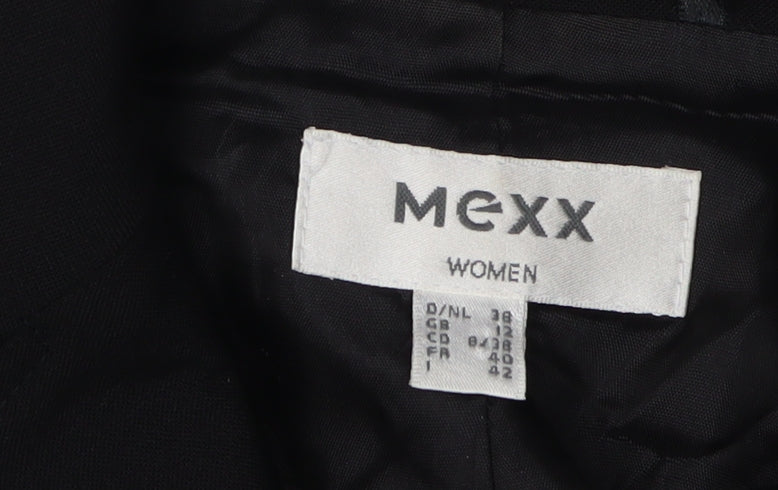 MEXX
WOMEN
D/NL 38
GB 12
CD 8/38
FR 40
I 42